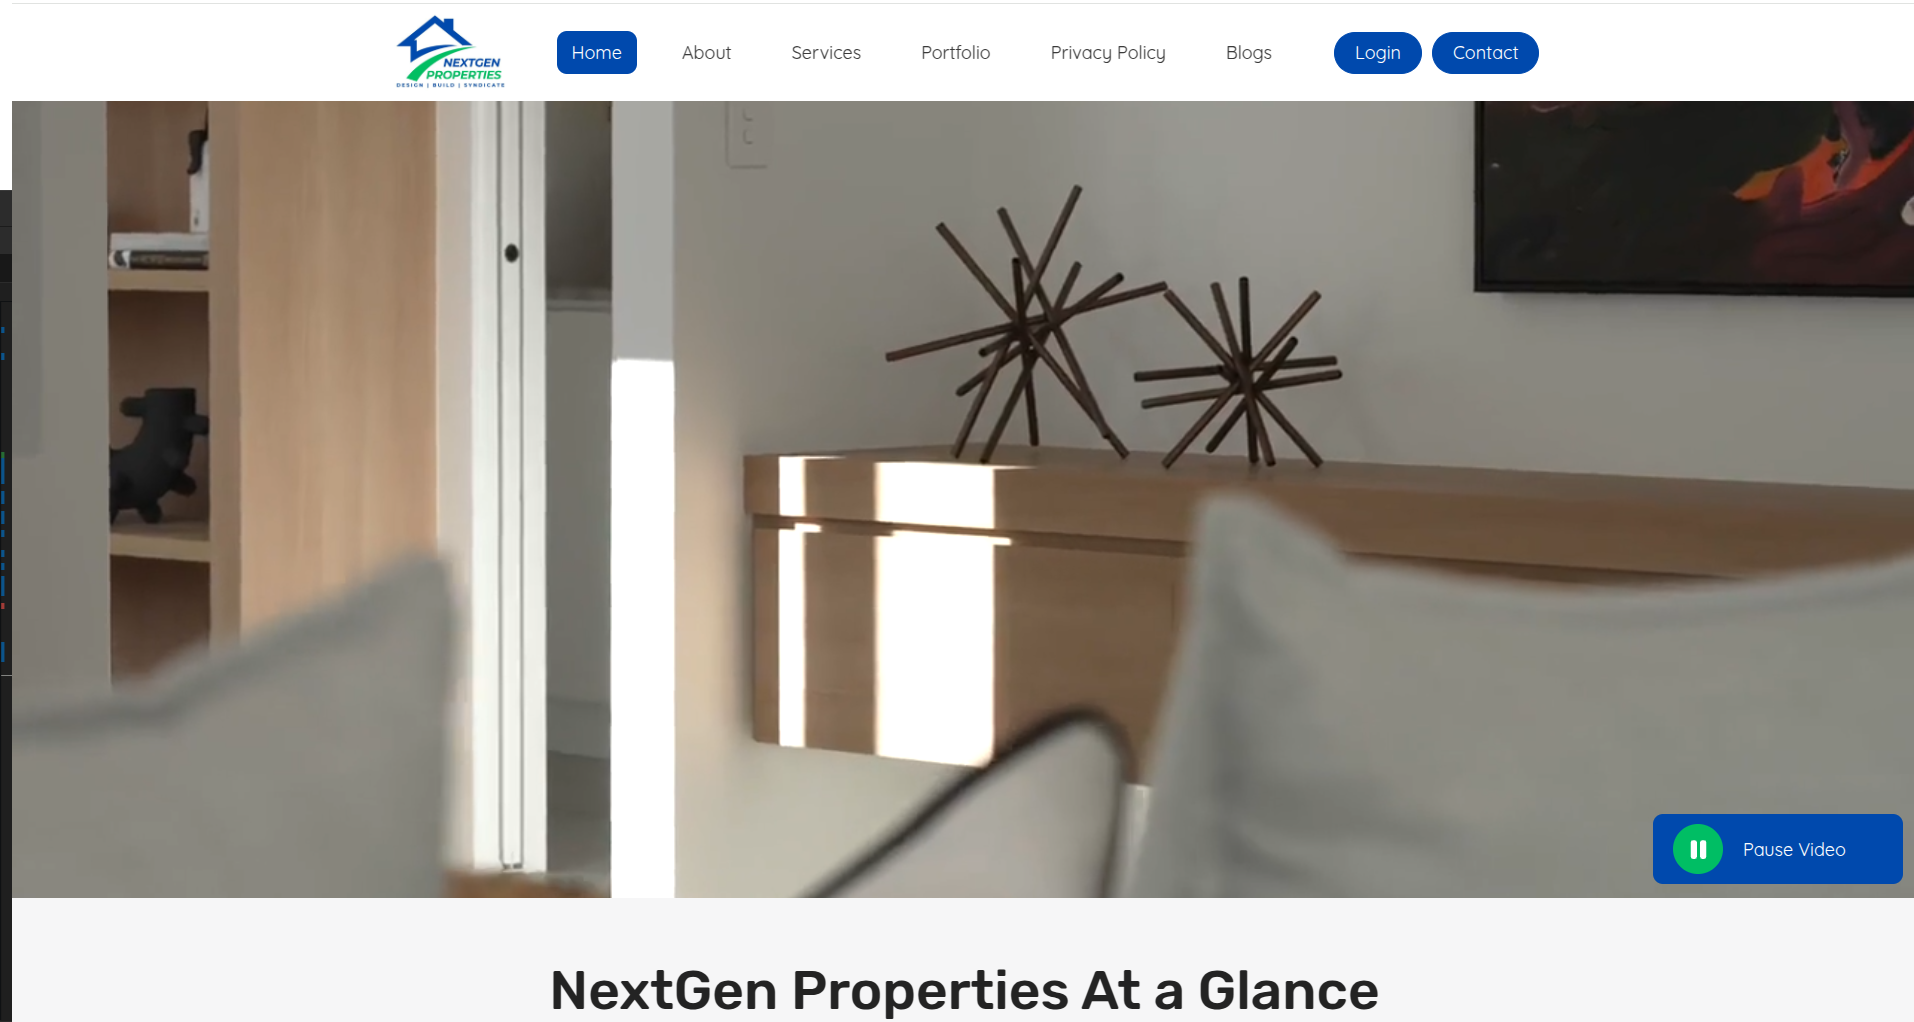 NEXTGEN
PROPERTIES
DESIGN | BUILD | SYNDICATE
Home
About
Services
Portfolio
Privacy Policy
Blogs
Login
Contact
Pause Video
NextGen Properties At a Glance